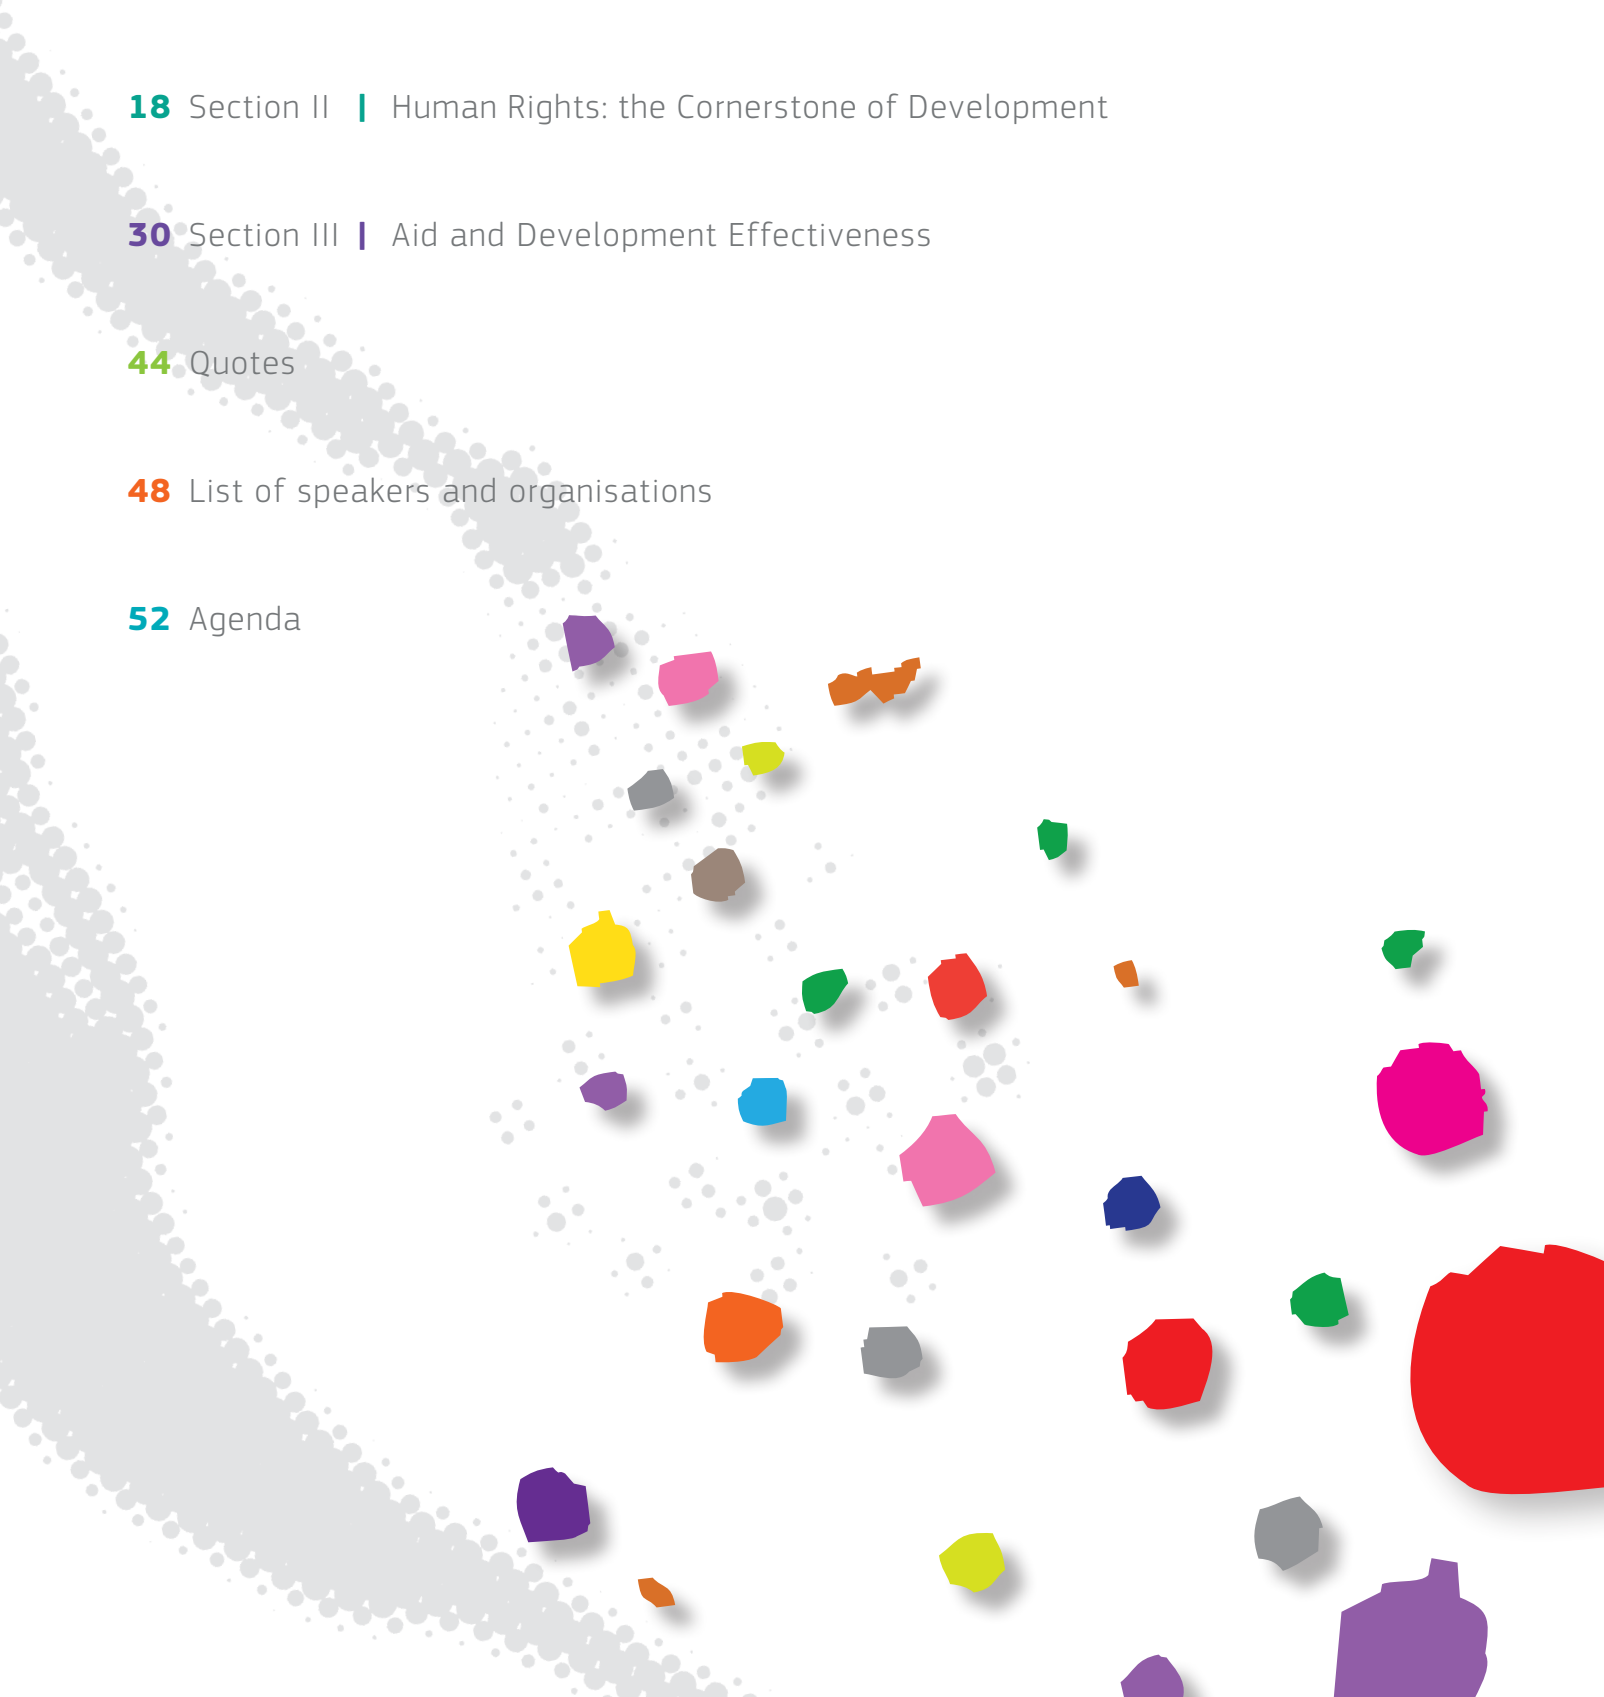 18 Section II | Human Rights: the Cornerstone of Development
30 Section III | Aid and Development Effectiveness
44 Quotes
48 List of speakers and organisations
52 Agenda